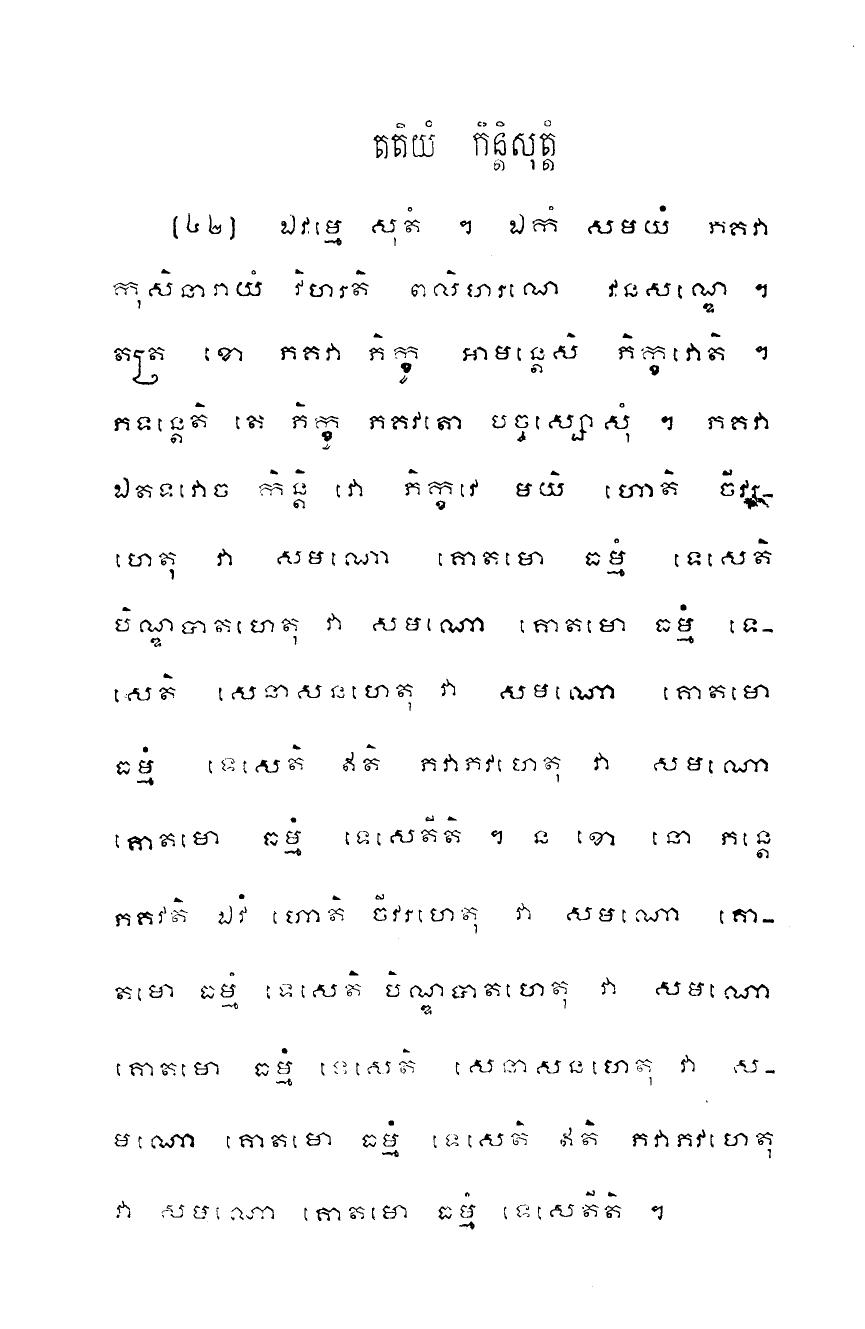 តតិយំ កិន្តិសុត្តំ
(៤២) ឯវម្មេ សុតំ ។ ឯកំ សមយំ ភគវា
កុសិនារាយំ វិហរតិ ពលិហរណេ វនសណ្ឌេ ។
តត្រ ខោ ភគវា ភិក្ខូ អាមន្តេសិ ភិក្ខវោតិ ។
ភទន្តេតិ តេ ភិក្ខូ ភគវតោ បច្ចស្សោសុំ ។ ភគវា
ឯតទវោច កិន្តិ វោ ភិក្ខវេ មយិ ហោតិ ចីវរ-
ហេតុ វា សមណោ គោតមោ ធម្មំ ទេសេតិ
បិណ្ឌបាតហេតុ វា សមណោ គោតមោ ធម្មំ ទេ-
សេតិ សេនាសនហេតុ វា សមណោ គោតមោ
ធម្មំ ទេសេតិ ឥតិ ភវាភវហេតុ វា សមណោ
គោតមោ ធម្មំ ទេសេតីតិ ។ ន ខោ នោ ភន្តេ
ភគវតិ ឯវំ ហោតិ ចីវរហេតុ វា សមណោ គោ-
តមោ ធម្មំ ទេសេតិ បិណ្ឌបាតហេតុ វា សមណោ
គោតមោ ធម្មំ ទេសេតិ សេនាសនហេតុ វា ស-
មណោ គោតមោ ធម្មំ ទេសេតិ ឥតិ ភវាភវហេតុ
វា សមណោ គោតមោ ធម្មំ ទេសេតីតិ ។